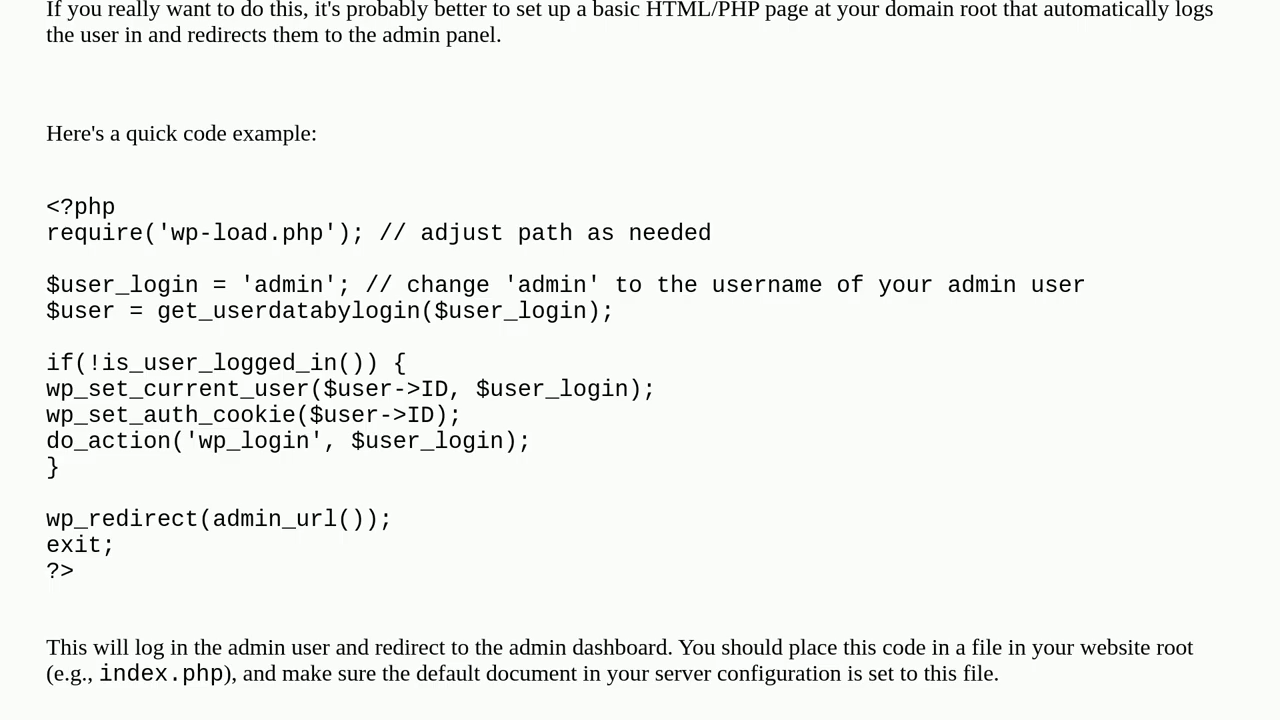 If you really want to do this, it's probably better to set up a basic HTML/PHP page at your domain root that automatically logs
the user in and redirects them to the admin panel.
Here's a quick code example:
<?php
require('wp-load.php'); // adjust path as needed
$user_login = 'admin'; // change 'admin' to the username of your admin user
$user = get_userdatabylogin($user_login);
if(!is_user_logged_in()) {
wp_set_current_user($user->ID, $user_login);
wp_set_auth_cookie($user->ID);
do_action('wp_login', $user_login);
}
wp_redirect(admin_url());
exit;
?>
This will log in the admin user and redirect to the admin dashboard. You should place this code in a file in your website root
(e.g., index.php), and make sure the default document in your server configuration is set to this file.